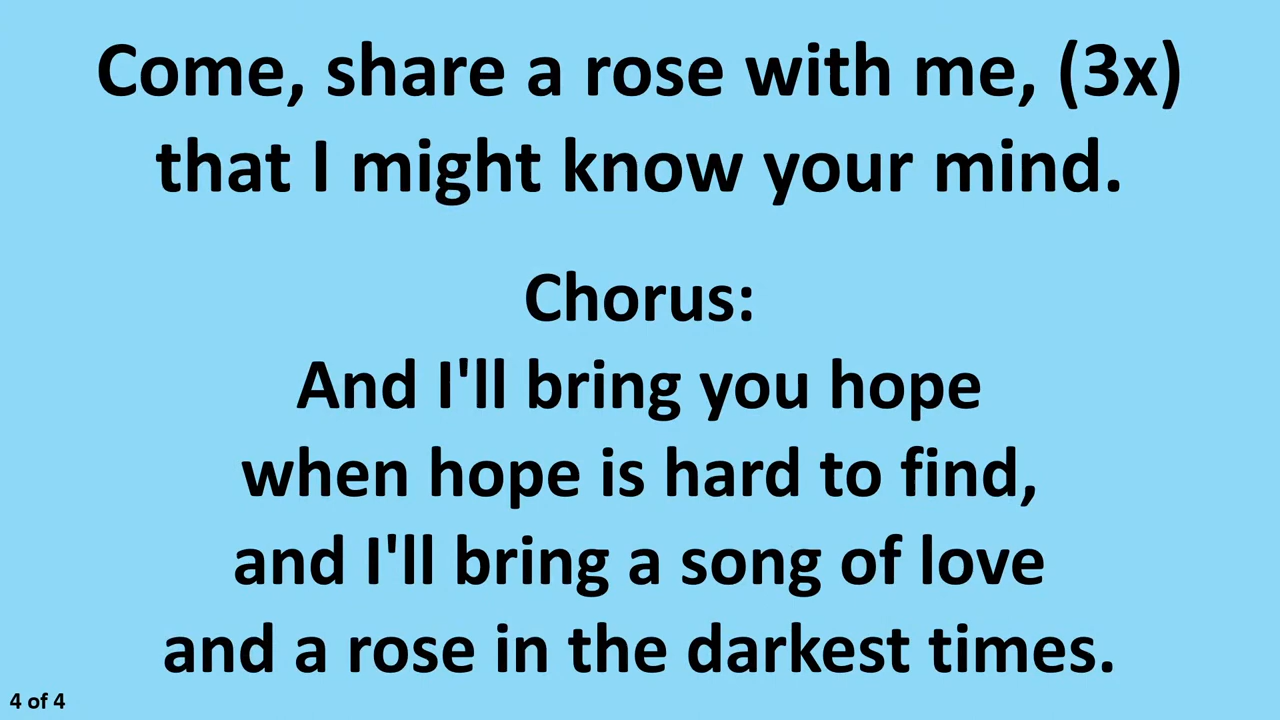 Come, share a rose with me, (3x)
that I might know your mind.
Chorus:
And I'll bring you hope
when hope is hard to find,
and I'll bring a song of love
and a rose in the darkest times.
4 of 4